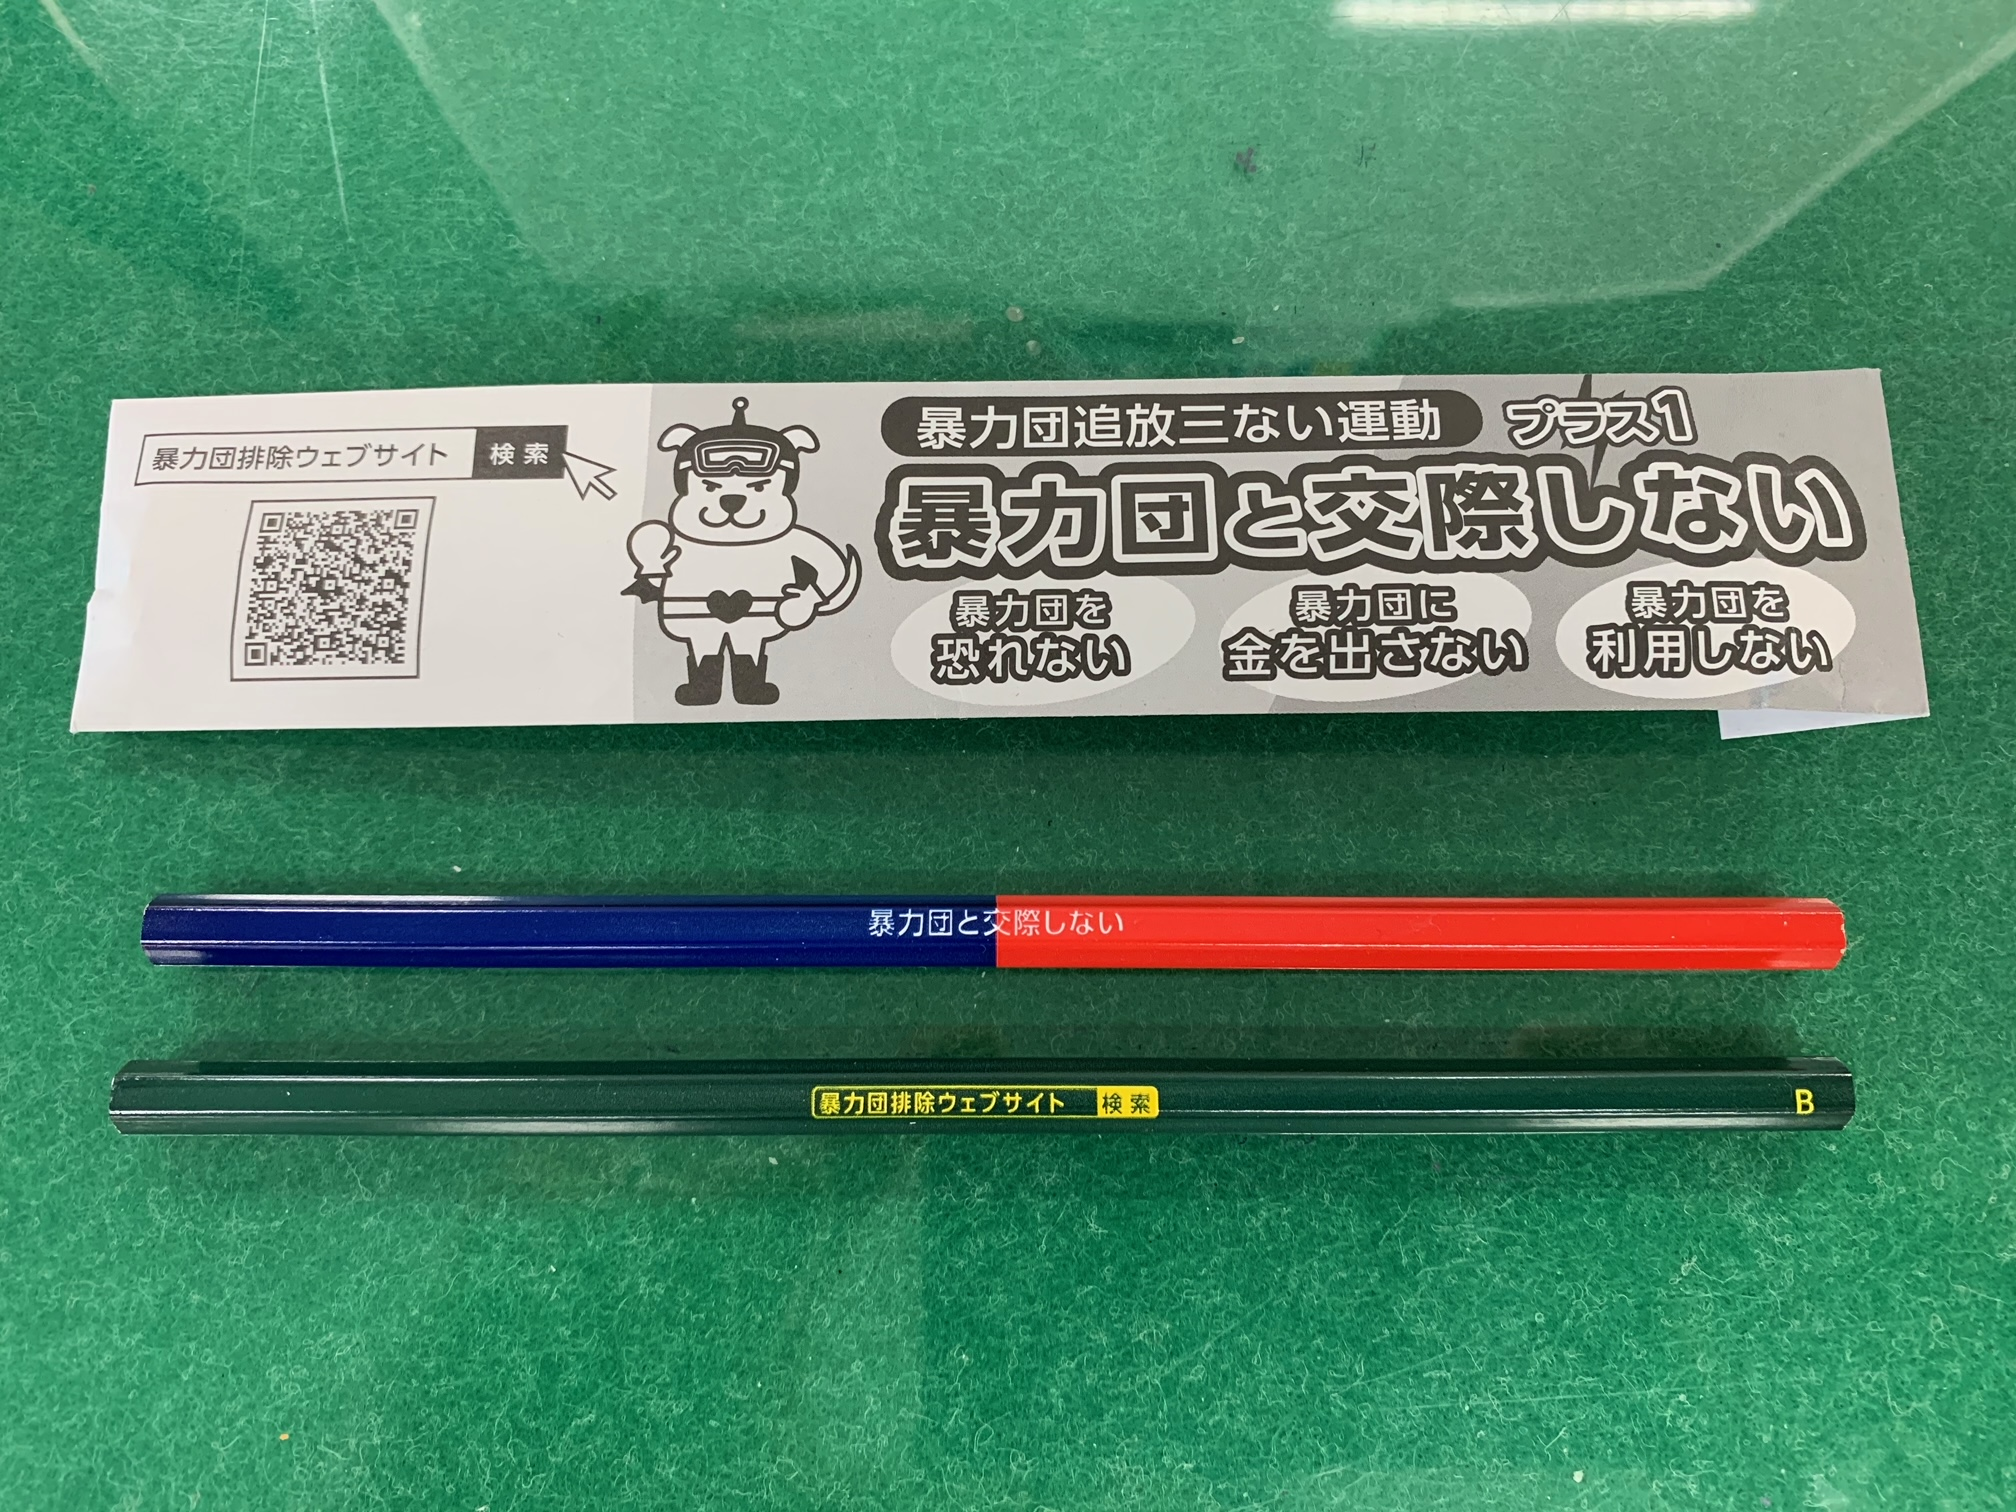 暴力団排除ウェブサイト 検索
暴力団追放三ない運動 プラス1
暴力団と交際しない
暴力団を
恐れない
暴力団に
金を出さない
暴力団を
利用しない
暴力団と交際しない
暴力団排除ウェブサイト 検索
B